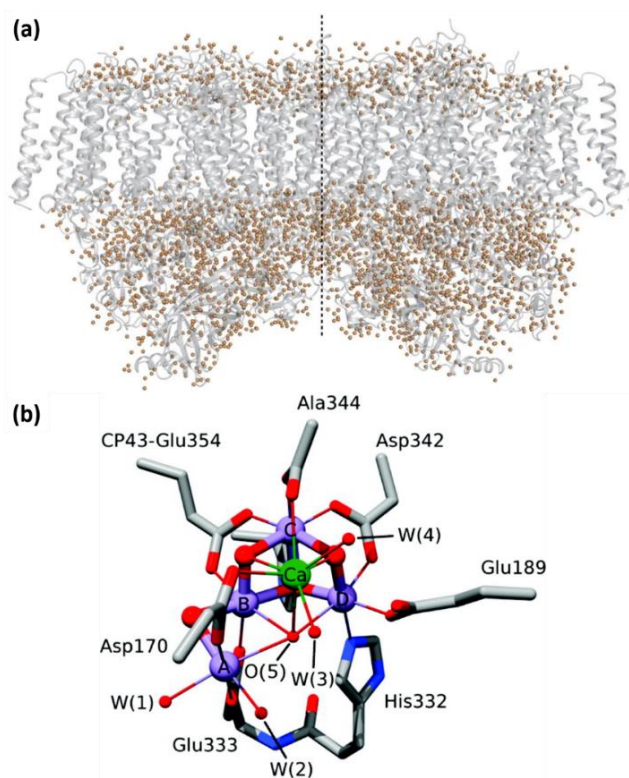 (a)
(b)
Ala344
CP43-Glu354
Asp342
C
W(4)
Ca
Glu189
B
D
Asp170
A
O(5)
W(3)
W(1)
His332
Glu333
W(2)